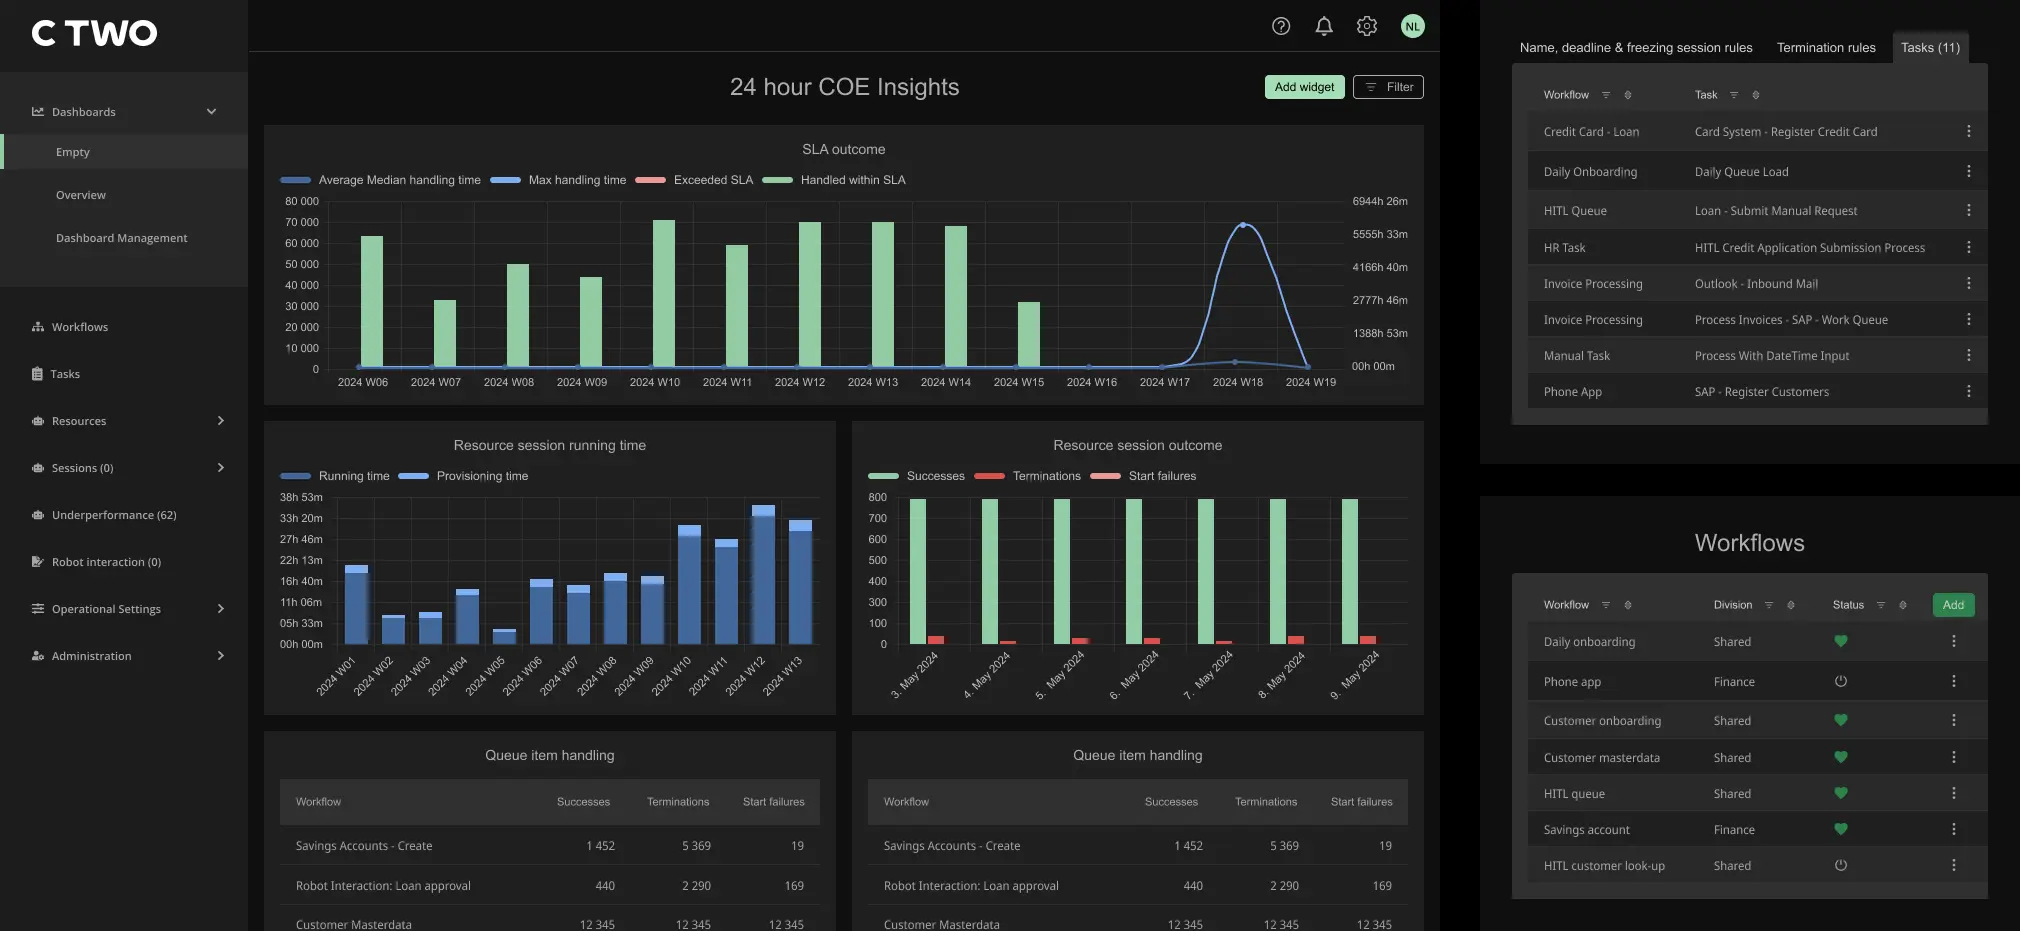 C TWO
Dashboards
Empty
Overview
Dashboard Management
Workflows
Tasks
Resources
Sessions (0)
Underperformance (62)
Robot interaction (0)
Operational Settings
Administration
NL
24 hour COE Insights
Add widget
Filter
SLA outcome
Average Median handling time
Max handling time
Exceeded SLA
Handled within SLA
80 000
70 000
60 000
50 000
40 000
30 000
20 000
10 000
0
6944h 26m
5555h 33m
4166h 40m
2777h 46m
1388h 53m
00h 00m
2024 W06 2024 W07 2024 W08 2024 W09 2024 W10 2024 W11 2024 W12 2024 W13 2024 W14 2024 W15 2024 W16 2024 W17 2024 W18 2024 W19
Resource session running time
Running time
Provisioning time
38h 53m
33h 20m
27h 46m
22h 13m
16h 40m
11h 06m
05h 33m
00h 00m
2024 W01 2024 W02 2024 W03 2024 W04 2024 W05 2024 W06 2024 W07 2024 W08 2024 W09 2024 W10 2024 W11 2024 W12 2024 W13
Resource session outcome
Successes
Terminations
Start failures
800
700
600
500
400
300
200
100
0
3. May 2024 4. May 2024 5. May 2024 6. May 2024 7. May 2024 8. May 2024 9. May 2024
Queue item handling
Workflow Successes Terminations Start failures
Savings Accounts - Create 1 452 5 369 19
Robot Interaction: Loan approval 440 2 290 169
Customer Masterdata 12 345 12 345 12 345
Queue item handling
Workflow Successes Terminations Start failures
Savings Accounts - Create 1 452 5 369 19
Robot Interaction: Loan approval 440 2 290 169
Customer Masterdata 12 345 12 345 12 345
Name, deadline & freezing session rules Termination rules Tasks (11)
Workflow Task
Credit Card - Loan Card System - Register Credit Card
Daily Onboarding Daily Queue Load
HITL Queue Loan - Submit Manual Request
HR Task HITL Credit Application Submission Process
Invoice Processing Outlook - Inbound Mail
Invoice Processing Process Invoices - SAP - Work Queue
Manual Task Process With DateTime Input
Phone App SAP - Register Customers
Workflows
Workflow Division Status Add
Daily onboarding Shared
Phone app Finance
Customer onboarding Shared
Customer masterdata Shared
HITL queue Shared
Savings account Finance
HITL customer look-up Shared